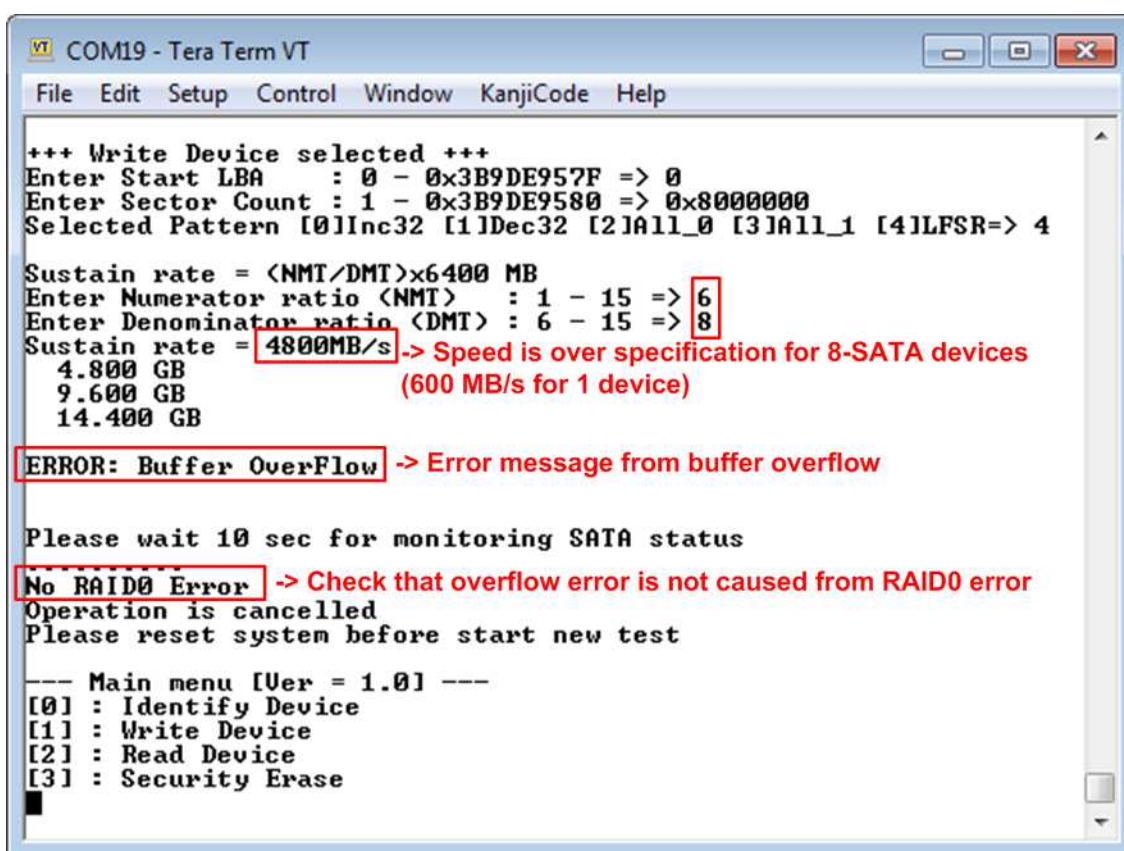 COM19 - Tera Term VT
File Edit Setup Control Window KanjiCode Help
+++ Write Device selected +++
Enter Start LBA : 0 - 0x3B9DE957F => 0
Enter Sector Count : 1 - 0x3B9DE9580 => 0x8000000
Selected Pattern [0]Inc32 [1]Dec32 [2]All_0 [3]All_1 [4]LFSR=> 4
Sustain rate = (NMT/DMT)x6400 MB
Enter Numerator ratio (NMT) : 1 - 15 => 6
Enter Denominator ratio (DMT) : 6 - 15 => 8
Sustain rate = 4800MB/s -> Speed is over specification for 8-SATA devices
4.800 GB (600 MB/s for 1 device)
9.600 GB
14.400 GB
ERROR: Buffer OverFlow -> Error message from buffer overflow
Please wait 10 sec for monitoring SATA status
..........
No RAID0 Error -> Check that overflow error is not caused from RAID0 error
Operation is cancelled
Please reset system before start new test
--- Main menu [Ver = 1.0] ---
[0] : Identify Device
[1] : Write Device
[2] : Read Device
[3] : Security Erase